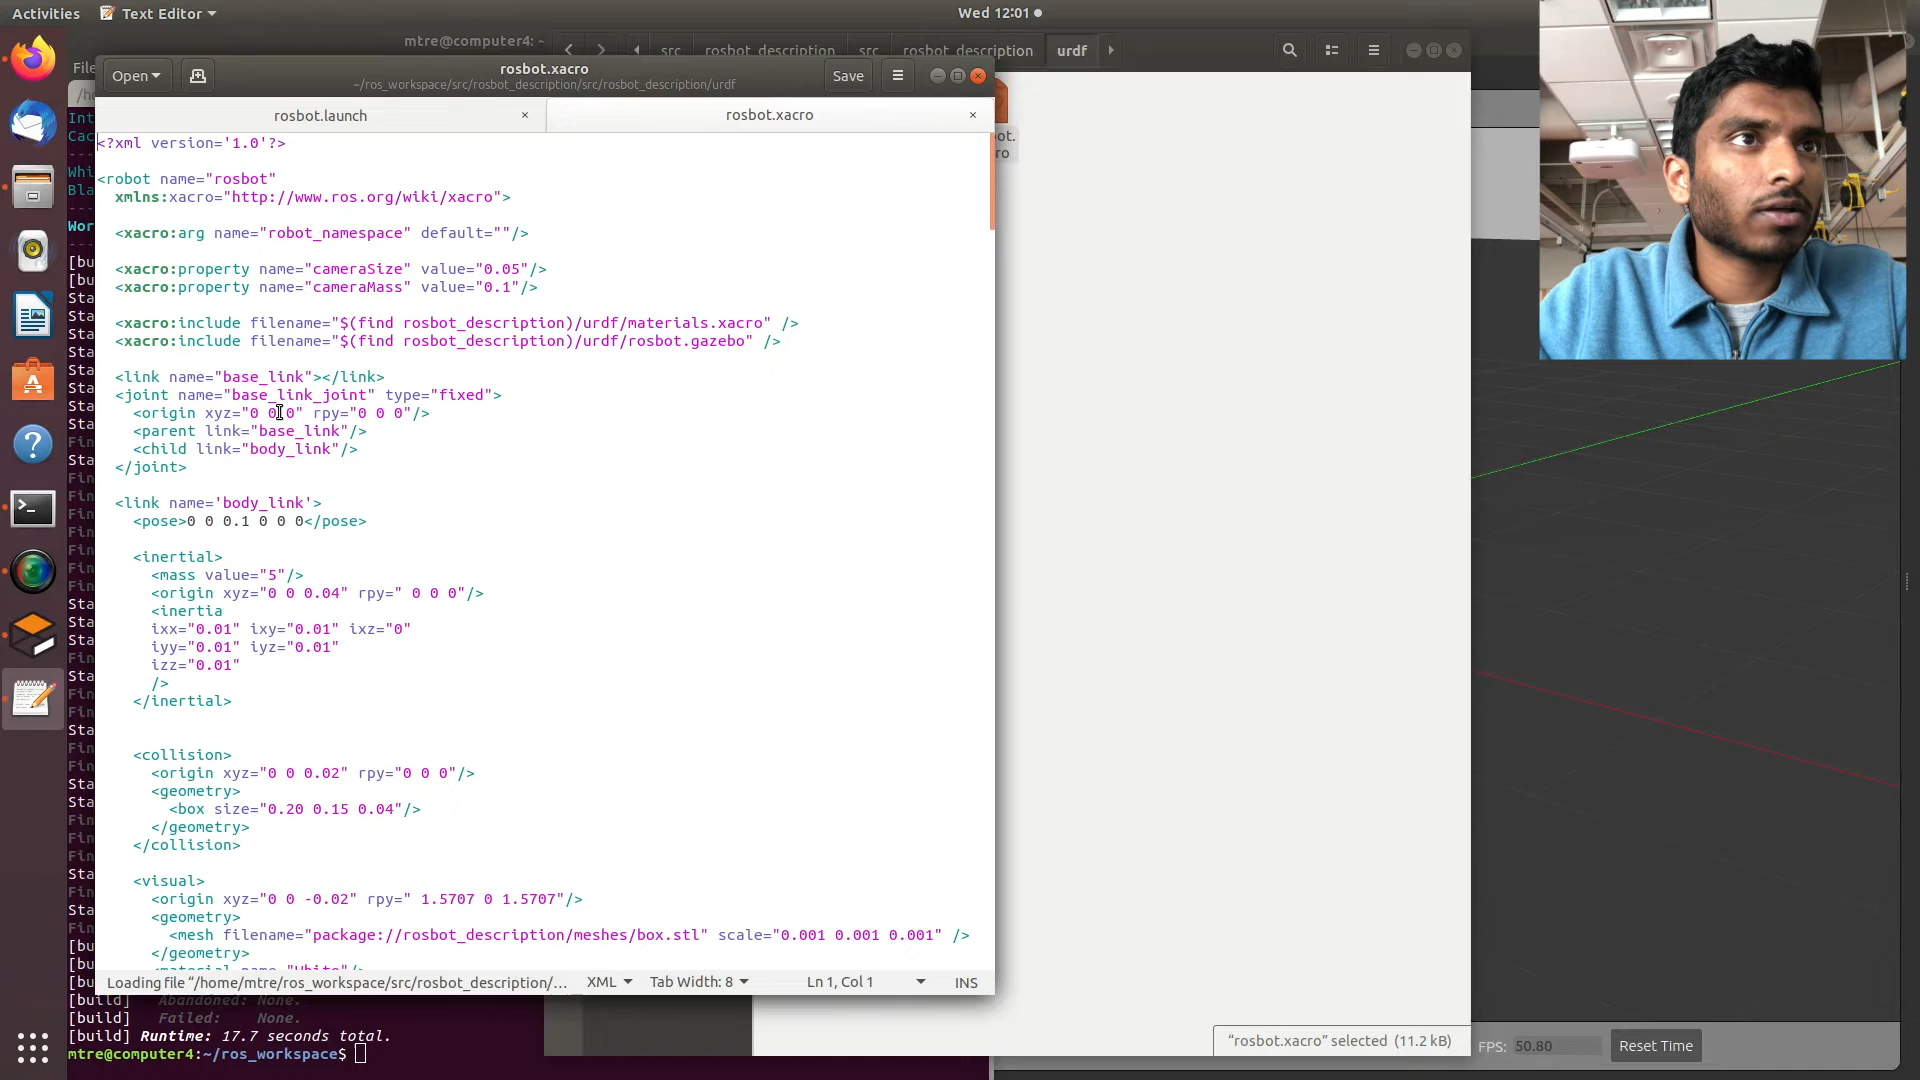 Activities
Text Editor
Wed 12:01
mtre@computer4: ~
src
rosbot_description
src
rosbot_description
urdf
File
Open
rosbot.xacro
~/ros_workspace/src/rosbot_description/src/rosbot_description/urdf
Save
rosbot.launch
rosbot.xacro
<?xml version='1.0'?>
<robot name="rosbot"
xmlns:xacro="http://www.ros.org/wiki/xacro">
<xacro:arg name="robot_namespace" default=""/>
<xacro:property name="cameraSize" value="0.05"/>
<xacro:property name="cameraMass" value="0.1"/>
<xacro:include filename="$(find rosbot_description)/urdf/materials.xacro" />
<xacro:include filename="$(find rosbot_description)/urdf/rosbot.gazebo" />
<link name="base_link"></link>
<joint name="base_link_joint" type="fixed">
<origin xyz="0 0 0" rpy="0 0 0"/>
<parent link="base_link"/>
<child link="body_link"/>
</joint>
<link name='body_link'>
<pose>0 0 0.1 0 0 0</pose>
<inertial>
<mass value="5"/>
<origin xyz="0 0 0.04" rpy=" 0 0 0"/>
<inertia
ixx="0.01" ixy="0.01" ixz="0"
iyy="0.01" iyz="0.01"
izz="0.01"
/>
</inertial>
<collision>
<origin xyz="0 0 0.02" rpy="0 0 0"/>
<geometry>
<box size="0.20 0.15 0.04"/>
</geometry>
</collision>
<visual>
<origin xyz="0 0 -0.02" rpy=" 1.5707 0 1.5707"/>
<geometry>
<mesh filename="package://rosbot_description/meshes/box.stl" scale="0.001 0.001 0.001" />
</geometry>
<material name="White"/>
Loading file “/home/mtre/ros_workspace/src/rosbot_description/…
XML
Tab Width: 8
Ln 1, Col 1
INS
[build] Abandoned: None.
[build] Failed: None.
[build] Runtime: 17.7 seconds total.
mtre@computer4:~/ros_workspace$
“rosbot.xacro” selected (11.2 kB)
FPS: 50.80
Reset Time